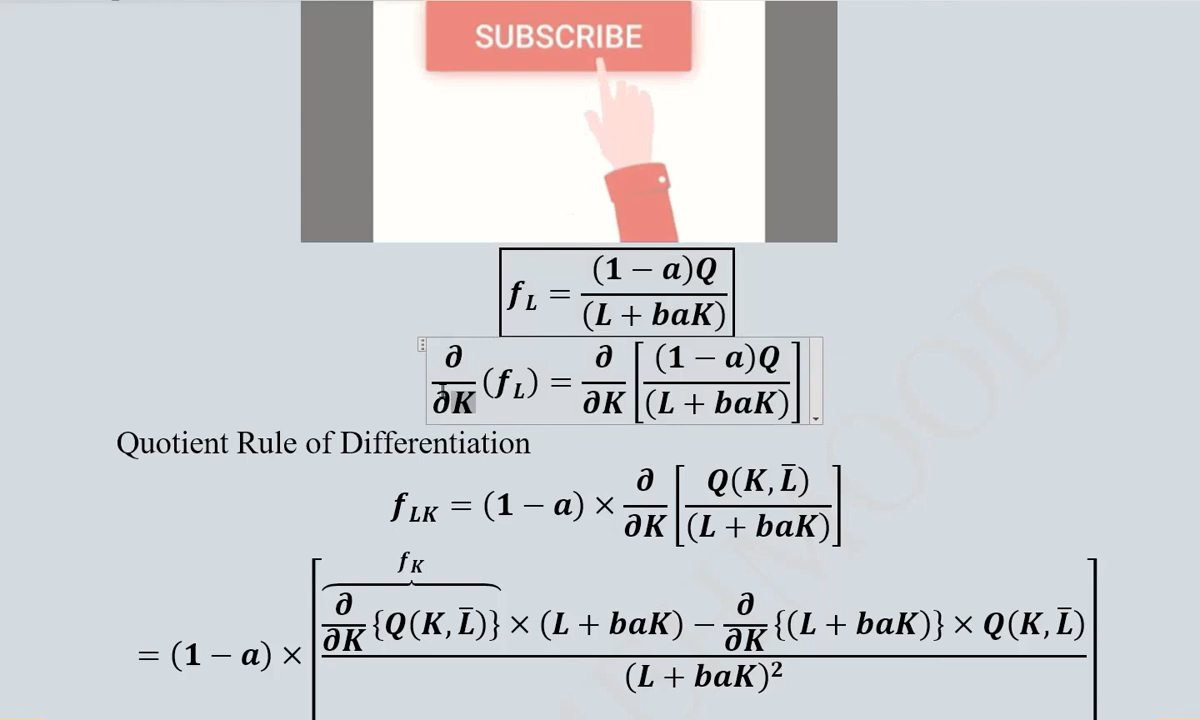 SUBSCRIBE
f_L = (1 − a)Q / (L + baK)
∂/∂K (f_L) = ∂/∂K [(1 − a)Q / (L + baK)]
Quotient Rule of Differentiation
f_LK = (1 − a) × ∂/∂K [Q(K, L̄) / (L + baK)]
f_K
= (1 − a) × [∂/∂K {Q(K, L̄)} × (L + baK) − ∂/∂K {(L + baK)} × Q(K, L̄) / (L + baK)²]